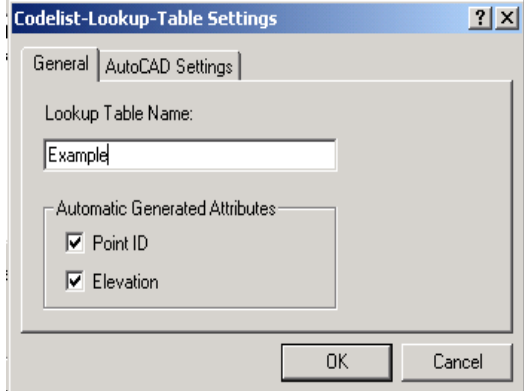 Codelist-Lookup-Table Settings
General AutoCAD Settings
Lookup Table Name:
Example
Automatic Generated Attributes
Point ID
Elevation
OK Cancel